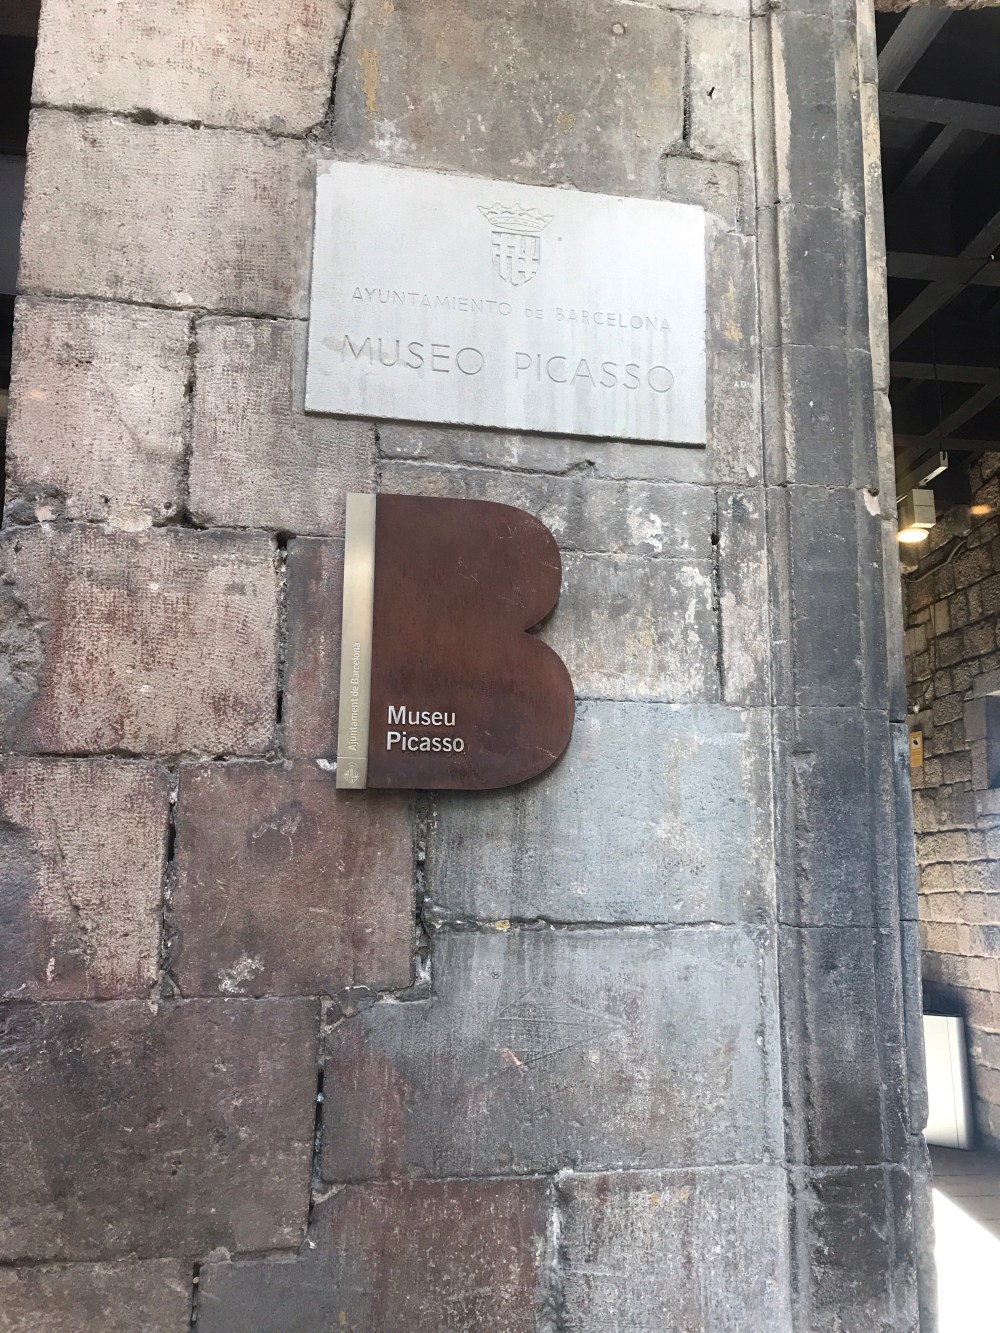 AYUNTAMIENTO DE BARCELONA
MUSEO PICASSO
Museu
Picasso
Ajuntament de Barcelona